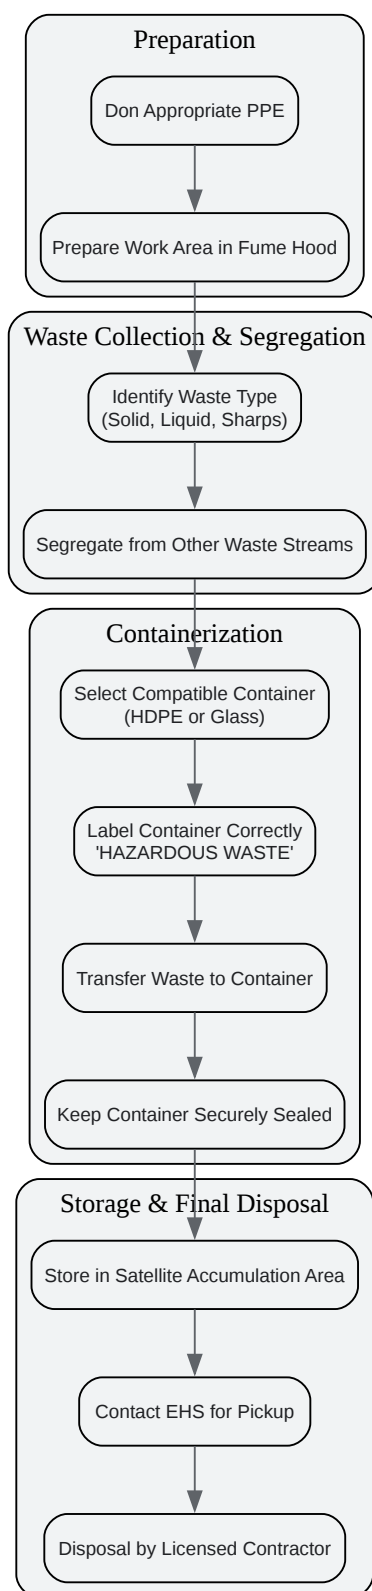 Preparation
Don Appropriate PPE
Prepare Work Area in Fume Hood
Waste Collection & Segregation
Identify Waste Type
(Solid, Liquid, Sharps)
Segregate from Other Waste Streams
Containerization
Select Compatible Container
(HDPE or Glass)
Label Container Correctly
'HAZARDOUS WASTE'
Transfer Waste to Container
Keep Container Securely Sealed
Storage & Final Disposal
Store in Satellite Accumulation Area
Contact EHS for Pickup
Disposal by Licensed Contractor